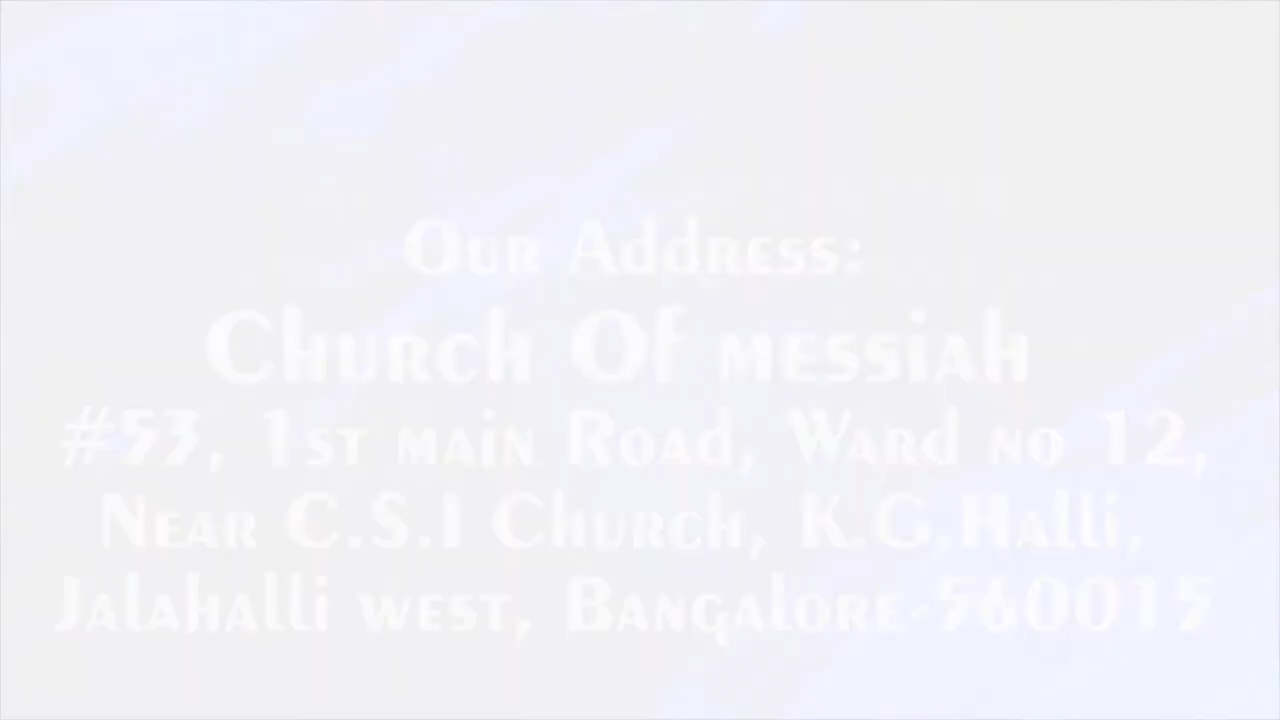 Our Address:
Church Of messiah
#53, 1st main Road, Ward no 12,
Near C.S.I Church, K.G.Halli,
Jalahalli west, Bangalore-560015